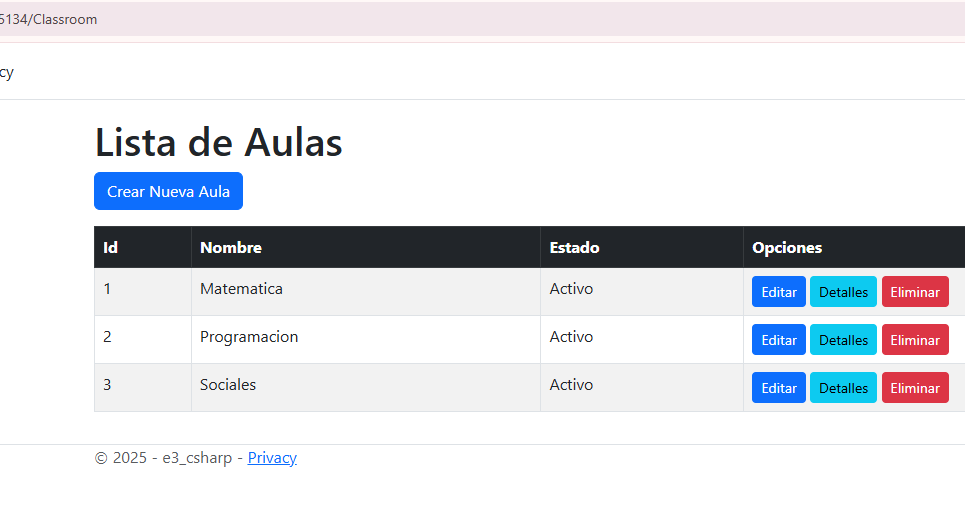 5134/Classroom
cy
Lista de Aulas
Crear Nueva Aula
Id Nombre Estado Opciones
1 Matematica Activo Editar Detalles Eliminar
2 Programacion Activo Editar Detalles Eliminar
3 Sociales Activo Editar Detalles Eliminar
© 2025 - e3_csharp - Privacy